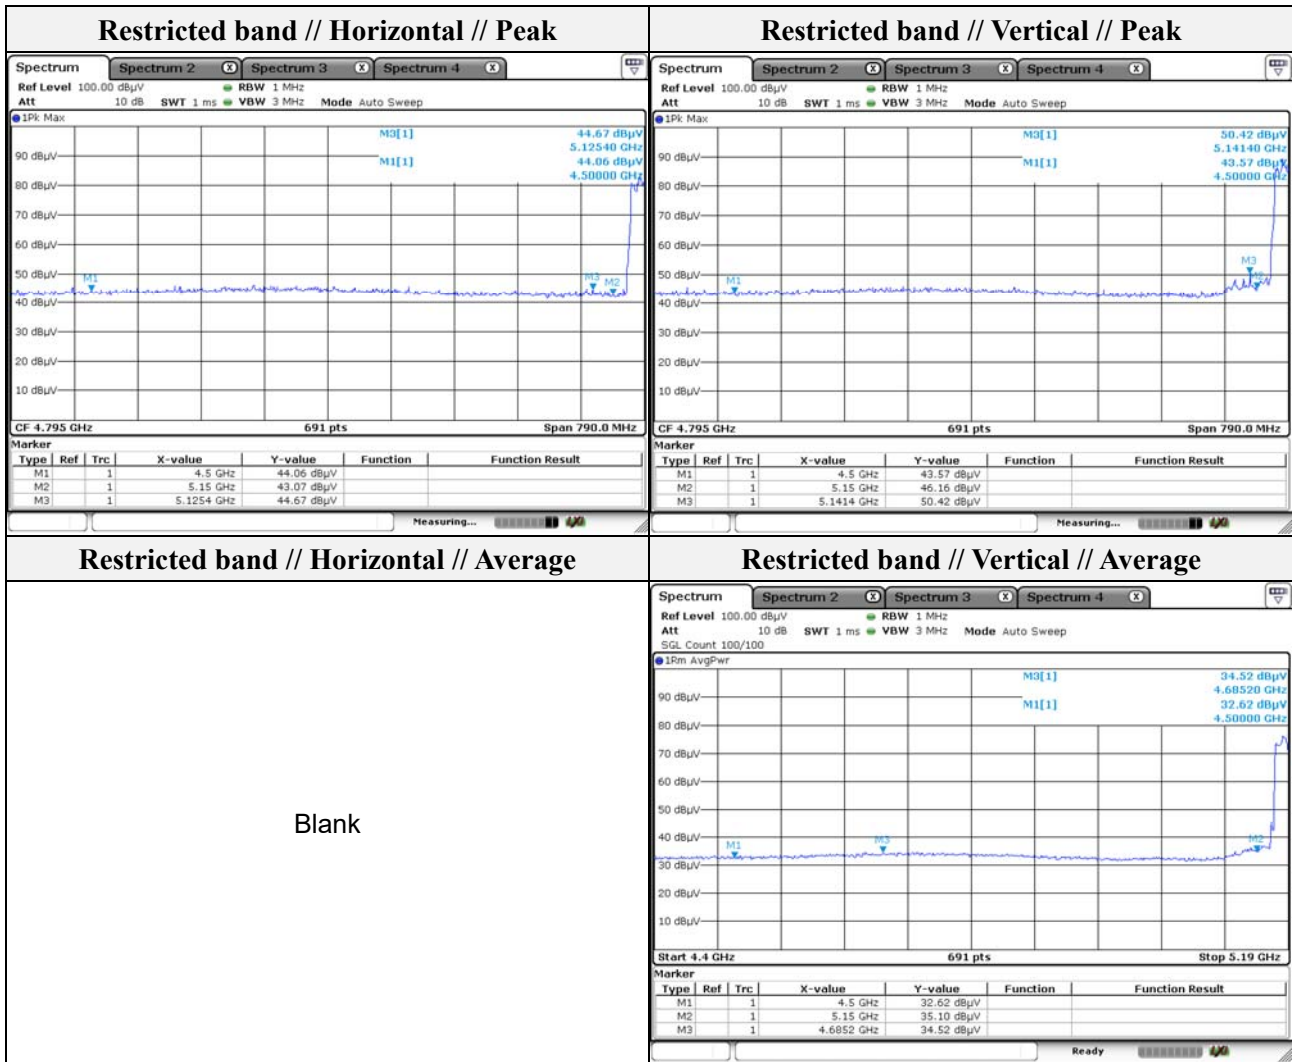 Restricted band // Horizontal // Peak
Spectrum Spectrum 2 X Spectrum 3 X Spectrum 4 X
Ref Level 100.00 dBµV RBW 1 MHz
Att 10 dB SWT 1 ms VBW 3 MHz Mode Auto Sweep
1Pk Max
M3[1] 44.67 dBµV
5.12540 GHz
M1[1] 44.06 dBµV
4.50000 GHz
90 dBµV
80 dBµV
70 dBµV
60 dBµV
50 dBµV
40 dBµV
30 dBµV
20 dBµV
10 dBµV
M1 M3 M2
CF 4.795 GHz 691 pts Span 790.0 MHz
Marker
Type Ref Trc X-value Y-value Function Function Result
M1 1 4.5 GHz 44.06 dBµV
M2 1 5.15 GHz 43.07 dBµV
M3 1 5.1254 GHz 44.67 dBµV
Measuring...
Restricted band // Vertical // Peak
Spectrum Spectrum 2 X Spectrum 3 X Spectrum 4 X
Ref Level 100.00 dBµV RBW 1 MHz
Att 10 dB SWT 1 ms VBW 3 MHz Mode Auto Sweep
1Pk Max
M3[1] 50.42 dBµV
5.14140 GHz
M1[1] 43.57 dBµV
4.50000 GHz
90 dBµV
80 dBµV
70 dBµV
60 dBµV
50 dBµV
40 dBµV
30 dBµV
20 dBµV
10 dBµV
M1 M3 M2
CF 4.795 GHz 691 pts Span 790.0 MHz
Marker
Type Ref Trc X-value Y-value Function Function Result
M1 1 4.5 GHz 43.57 dBµV
M2 1 5.15 GHz 46.16 dBµV
M3 1 5.1414 GHz 50.42 dBµV
Measuring...
Restricted band // Horizontal // Average
Blank
Restricted band // Vertical // Average
Spectrum Spectrum 2 X Spectrum 3 X Spectrum 4 X
Ref Level 100.00 dBµV RBW 1 MHz
Att 10 dB SWT 1 ms VBW 3 MHz Mode Auto Sweep
SGL Count 100/100
1Rm AvgPwr
M3[1] 34.52 dBµV
4.68520 GHz
M1[1] 32.62 dBµV
4.50000 GHz
90 dBµV
80 dBµV
70 dBµV
60 dBµV
50 dBµV
40 dBµV
30 dBµV
20 dBµV
10 dBµV
M1 M3 M2
Start 4.4 GHz 691 pts Stop 5.19 GHz
Marker
Type Ref Trc X-value Y-value Function Function Result
M1 1 4.5 GHz 32.62 dBµV
M2 1 5.15 GHz 35.10 dBµV
M3 1 4.6852 GHz 34.52 dBµV
Ready